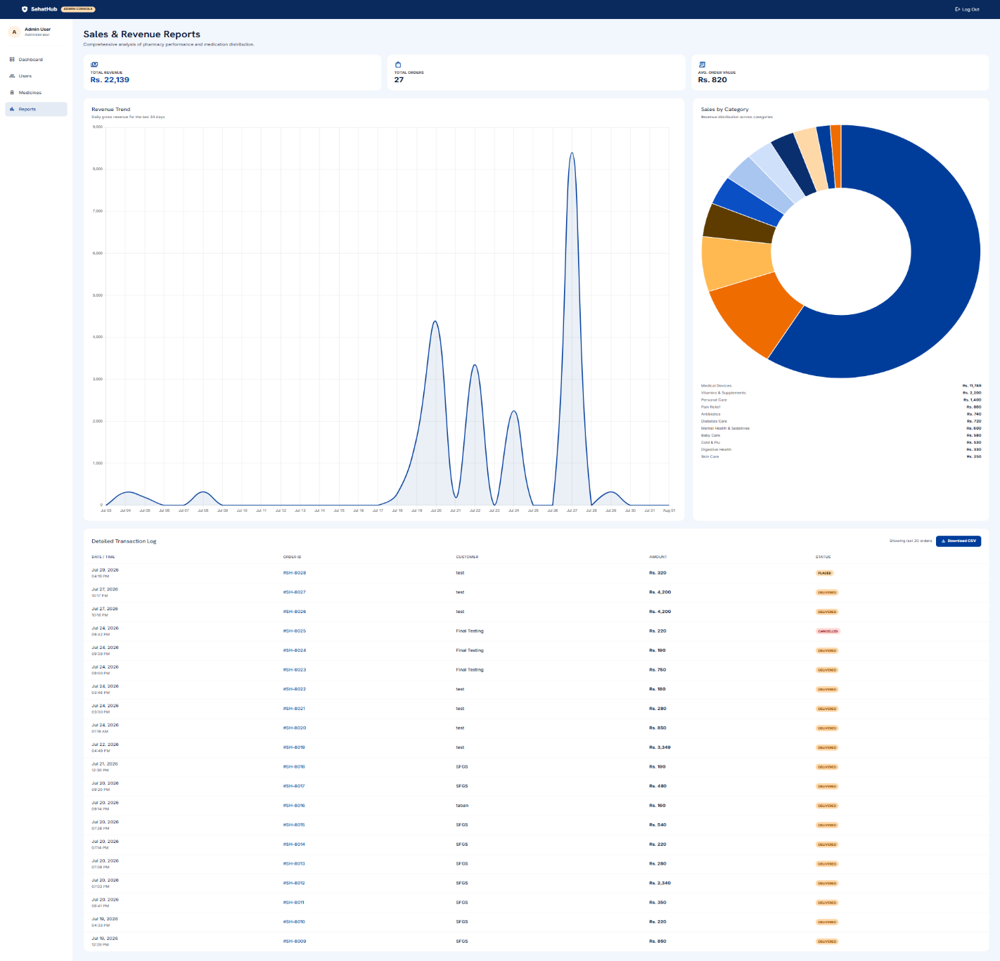 SehatHub ADMIN CONSOLE
Log Out
A
Admin User
Administrator
Dashboard
Users
Medicines
Reports
Sales & Revenue Reports
Comprehensive analysis of pharmacy performance and medication distribution.
TOTAL REVENUE
Rs. 22,139
TOTAL ORDERS
27
AVG. ORDER VALUE
Rs. 820
Revenue Trend
Daily gross revenue for the last 30 days
9,000
8,000
7,000
6,000
5,000
4,000
3,000
2,000
1,000
0
Jul 03 Jul 04 Jul 05 Jul 06 Jul 07 Jul 08 Jul 09 Jul 10 Jul 11 Jul 12 Jul 13 Jul 14 Jul 15 Jul 16 Jul 17 Jul 18 Jul 19 Jul 20 Jul 21 Jul 22 Jul 23 Jul 24 Jul 25 Jul 26 Jul 27 Jul 28 Jul 29 Jul 30 Jul 31 Aug 01
Sales by Category
Revenue distribution across categories
Medical Devices Rs. 11,749
Vitamins & Supplements Rs. 2,200
Personal Care Rs. 1,400
Pain Relief Rs. 860
Antibiotics Rs. 740
Diabetes Care Rs. 720
Mental Health & Sedatives Rs. 600
Baby Care Rs. 580
Cold & Flu Rs. 530
Digestive Health Rs. 330
Skin Care Rs. 250
Detailed Transaction Log
Showing last 20 orders
Download CSV
DATE / TIME ORDER ID CUSTOMER AMOUNT STATUS
Jul 29, 2026 #SH-8028 test Rs. 320 PLACED
04:19 PM
Jul 27, 2026 #SH-8027 test Rs. 4,200 DELIVERED
10:17 PM
Jul 27, 2026 #SH-8026 test Rs. 4,200 DELIVERED
10:16 PM
Jul 24, 2026 #SH-8025 Final Testing Rs. 220 CANCELLED
09:42 PM
Jul 24, 2026 #SH-8024 Final Testing Rs. 190 DELIVERED
09:39 PM
Jul 24, 2026 #SH-8023 Final Testing Rs. 750 DELIVERED
09:00 PM
Jul 24, 2026 #SH-8022 test Rs. 180 DELIVERED
03:46 PM
Jul 24, 2026 #SH-8021 test Rs. 280 DELIVERED
03:30 PM
Jul 24, 2026 #SH-8020 test Rs. 850 DELIVERED
01:19 AM
Jul 22, 2026 #SH-8019 test Rs. 3,349 DELIVERED
04:49 PM
Jul 21, 2026 #SH-8018 SFGS Rs. 190 DELIVERED
12:36 PM
Jul 20, 2026 #SH-8017 SFGS Rs. 480 DELIVERED
09:20 PM
Jul 20, 2026 #SH-8016 taban Rs. 160 DELIVERED
09:14 PM
Jul 20, 2026 #SH-8015 SFGS Rs. 540 DELIVERED
07:28 PM
Jul 20, 2026 #SH-8014 SFGS Rs. 220 DELIVERED
07:14 PM
Jul 20, 2026 #SH-8013 SFGS Rs. 280 DELIVERED
07:08 PM
Jul 20, 2026 #SH-8012 SFGS Rs. 2,340 DELIVERED
07:03 PM
Jul 20, 2026 #SH-8011 SFGS Rs. 350 DELIVERED
06:41 PM
Jul 19, 2026 #SH-8010 SFGS Rs. 220 DELIVERED
04:33 PM
Jul 19, 2026 #SH-8009 SFGS Rs. 850 DELIVERED
12:29 PM